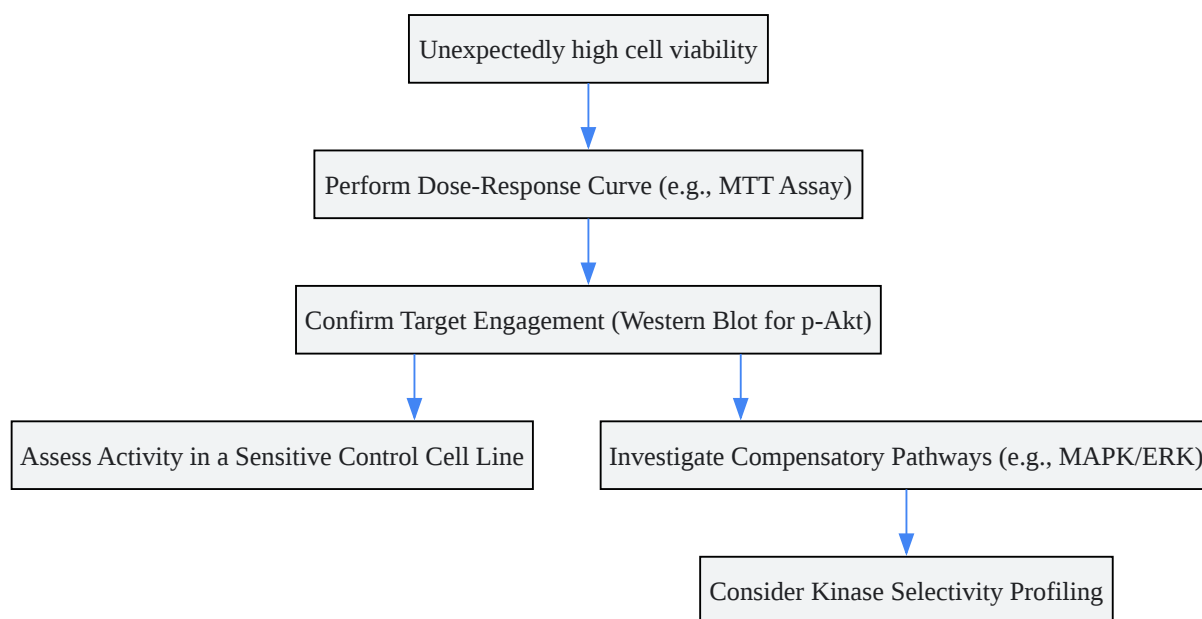 Unexpectedly high cell viability
Perform Dose-Response Curve (e.g., MTT Assay)
Confirm Target Engagement (Western Blot for p-Akt)
Assess Activity in a Sensitive Control Cell Line
Investigate Compensatory Pathways (e.g., MAPK/ERK)
Consider Kinase Selectivity Profiling